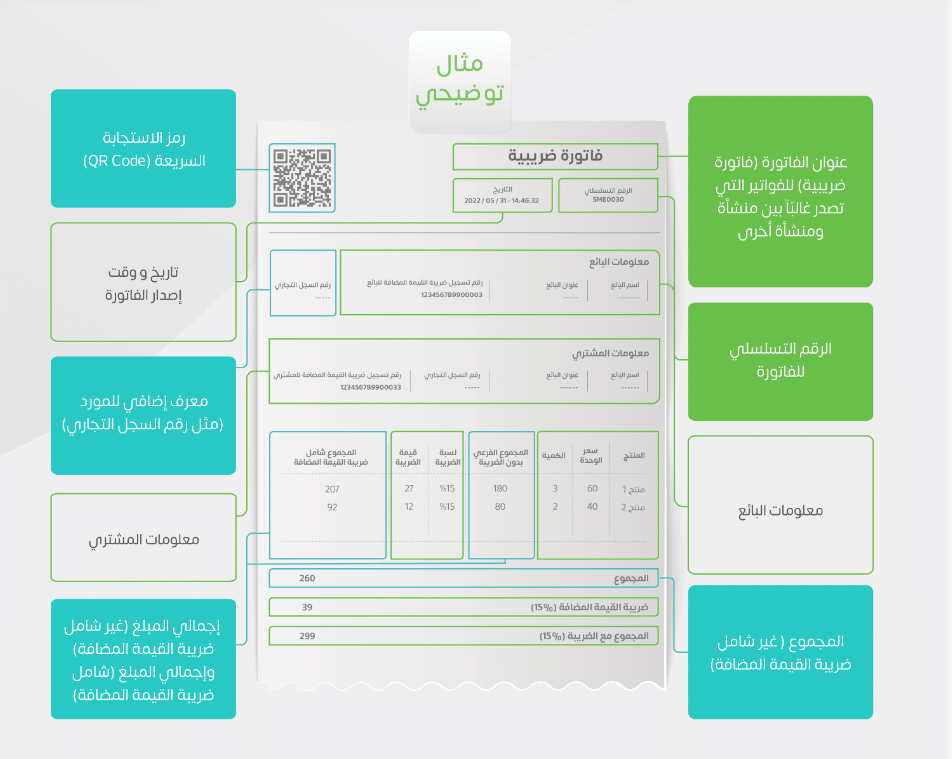 مثال
توضيحي
رمز الاستجابة
السريعة (QR Code)
تاريخ و وقت
إصدار الفاتورة
معرف إضافي للمورد
(مثل رقم السجل التجاري)
معلومات المشتري
إجمالي المبلغ (غير شامل
ضريبة القيمة المضافة)
وإجمالي المبلغ (شامل
ضريبة القيمة المضافة)
عنوان الفاتورة (فاتورة
ضريبية) للفواتير التي
تصدر غالبًا بين منشأة
ومنشأة أخرى
الرقم التسلسلي
للفاتورة
معلومات البائع
المجموع ( غير شامل
ضريبة القيمة المضافة)
فاتورة ضريبية
الرقم التسلسلي
SME0030
التاريخ
2022 / 05 / 31 - 14:46:32
معلومات البائع
اسم البائع
-------
عنوان البائع
-----
رقم تسجيل ضريبة القيمة المضافة للبائع
123456789900003
رقم السجل التجاري
-----
معلومات المشتري
اسم البائع
-------
عنوان البائع
------
رقم السجل التجاري
-----
رقم تسجيل ضريبة القيمة المضافة للمشتري
123456789900033
المنتج
سعر
الوحدة
الكمية
المجموع الفرعي
بدون الضريبة
نسبة
الضريبة
قيمة
الضريبة
المجموع شامل
ضريبة القيمة المضافة
منتج 1 60 3 180 %15 27 207
منتج 2 40 2 80 %15 12 92
المجموع 260
ضريبة القيمة المضافة (15%) 39
المجموع مع الضريبة (15%) 299